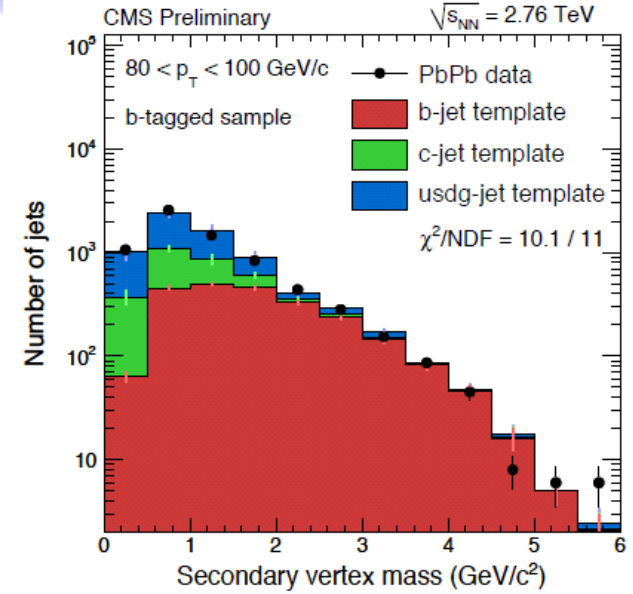 CMS Preliminary
√s_NN = 2.76 TeV
80 < p_T < 100 GeV/c
b-tagged sample
PbPb data
b-jet template
c-jet template
usdg-jet template
χ²/NDF = 10.1 / 11
Number of jets
10⁵
10⁴
10³
10²
10
0 1 2 3 4 5 6
Secondary vertex mass (GeV/c²)